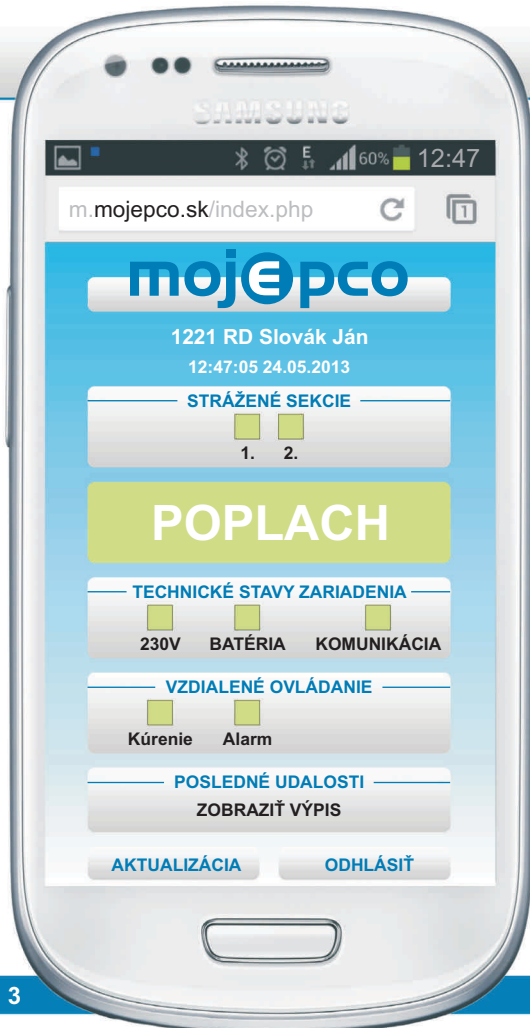 SAMSUNG
E 60% 12:47
m.mojepco.sk/index.php 1
mojepco
1221 RD Slovák Ján
12:47:05 24.05.2013
STRÁŽENÉ SEKCIE
1. 2.
POPLACH
TECHNICKÉ STAVY ZARIADENIA
230V BATÉRIA KOMUNIKÁCIA
VZDIALENÉ OVLÁDANIE
Kúrenie Alarm
POSLEDNÉ UDALOSTI
ZOBRAZIŤ VÝPIS
AKTUALIZÁCIA ODHLÁSIŤ
3